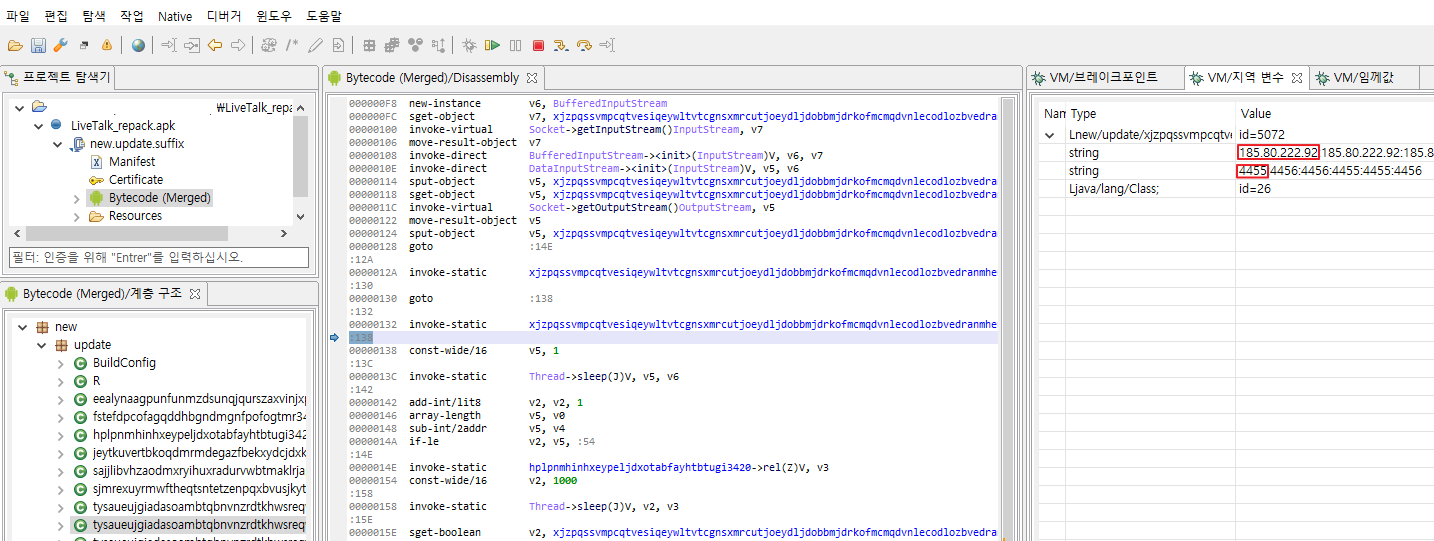 파일 편집 탐색 작업 Native 디버거 윈도우 도움말
프로젝트 탐색기
₩LiveTalk_repa
LiveTalk_repack.apk
new.update.suffix
Manifest
Certificate
Bytecode (Merged)
Resources
필터: 인증을 위해 "Entrer"를 입력하십시오.
Bytecode (Merged)/계층 구조
new
update
BuildConfig
R
eealynaagpunfunmzdsunqjqurszaxvinjxp
fstefdpcofagqddhbgndmgnfpofogtmr34
hplpnmhinhxeypeljdxotabfayhtbtugi342
jeytkuvertbkoqdmrmdegazfbekxydcjdxk
sajjlibvhzaodmxryihuxradurvwbtmaklrja
sjmrexuyrmwftheqtsntetzenpqxbvusjkyt
tysaueujgiadasoambtqbnvnzrdtkhwsreq
tysaueujgiadasoambtqbnvnzrdtkhwsreq
Bytecode (Merged)/Disassembly
000000F8 new-instance v6, BufferedInputStream
000000FC sget-object v7, xjzpqssvmpcqtvesiqeywltvtcgnsxmrcutjoeydljdobbmjdrkofmcmqdvnlecodlozbvedra
00000100 invoke-virtual Socket->getInputStream()InputStream, v7
00000106 move-result-object v7
00000108 invoke-direct BufferedInputStream-><init>(InputStream)V, v6, v7
0000010E invoke-direct DataInputStream-><init>(InputStream)V, v5, v6
00000114 sput-object v5, xjzpqssvmpcqtvesiqeywltvtcgnsxmrcutjoeydljdobbmjdrkofmcmqdvnlecodlozbvedra
00000118 sget-object v5, xjzpqssvmpcqtvesiqeywltvtcgnsxmrcutjoeydljdobbmjdrkofmcmqdvnlecodlozbvedra
0000011C invoke-virtual Socket->getOutputStream()OutputStream, v5
00000122 move-result-object v5
00000124 sput-object v5, xjzpqssvmpcqtvesiqeywltvtcgnsxmrcutjoeydljdobbmjdrkofmcmqdvnlecodlozbvedra
00000128 goto :14E
:12A
0000012A invoke-static xjzpqssvmpcqtvesiqeywltvtcgnsxmrcutjoeydljdobbmjdrkofmcmqdvnlecodlozbvedranmhe
:130
00000130 goto :138
:132
00000132 invoke-static xjzpqssvmpcqtvesiqeywltvtcgnsxmrcutjoeydljdobbmjdrkofmcmqdvnlecodlozbvedranmhe
:138
00000138 const-wide/16 v5, 1
:13C
0000013C invoke-static Thread->sleep(J)V, v5, v6
:142
00000142 add-int/lit8 v2, v2, 1
00000146 array-length v5, v0
00000148 sub-int/2addr v5, v4
0000014A if-le v2, v5, :54
:14E
0000014E invoke-static hplpnmhinhxeypeljdxotabfayhtbtugi3420->rel(Z)V, v3
00000154 const-wide/16 v2, 1000
:158
00000158 invoke-static Thread->sleep(J)V, v2, v3
:15E
0000015E sget-boolean v2, xjzpqssvmpcqtvesiqeywltvtcgnsxmrcutjoeydljdobbmjdrkofmcmqdvnlecodlozbvedra
VM/브레이크포인트 VM/지역 변수 VM/임께값
Nan Type Value
Lnew/update/xjzpqssvmpcqtv id=5072
string 185.80.222.92:185.80.222.92:185.8
string 4455:4456:4456:4455:4455:4456
Ljava/lang/Class; id=26